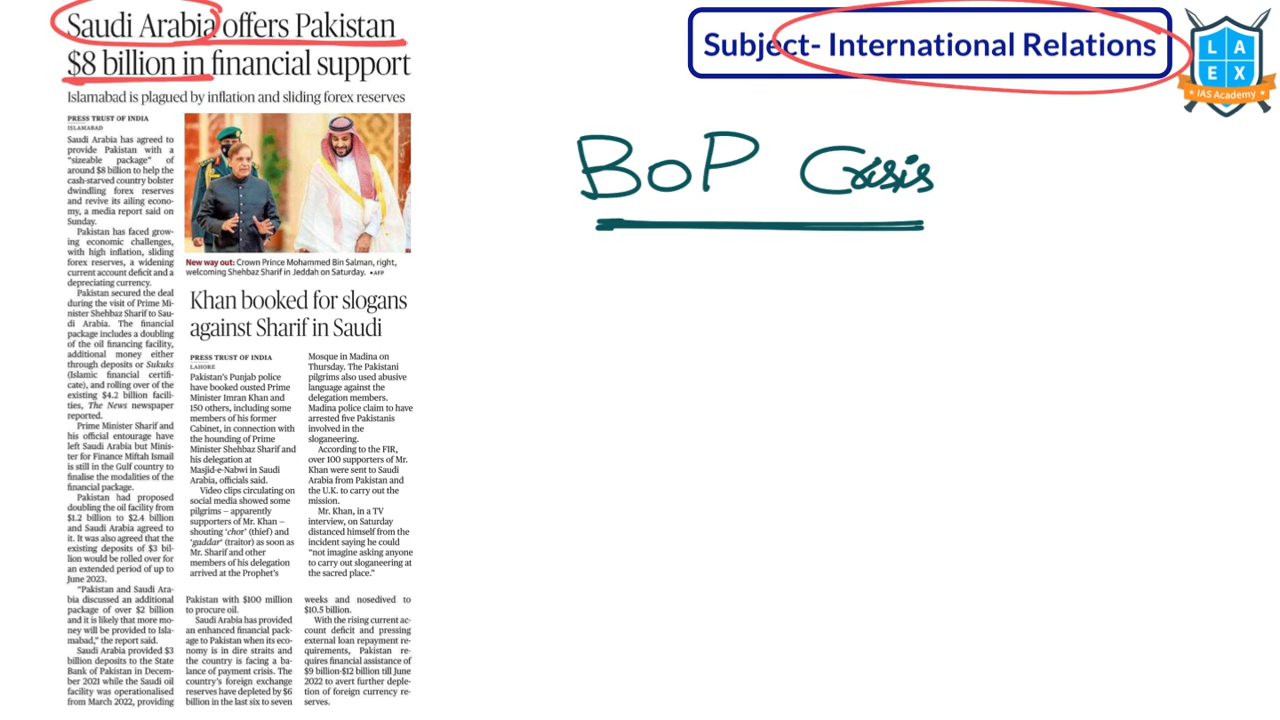 Saudi Arabia offers Pakistan
$8 billion in financial support
Islamabad is plagued by inflation and sliding forex reserves
PRESS TRUST OF INDIA
ISLAMABAD
Saudi Arabia has agreed to
provide Pakistan with a
"sizeable package" of
around $8 billion to help the
cash-starved country bolster
dwindling forex reserves
and revive its ailing econo-
my, a media report said on
Sunday.
Pakistan has faced grow-
ing economic challenges,
with high inflation, sliding
forex reserves, a widening
current account deficit and a
depreciating currency.
Pakistan secured the deal
during the visit of Prime Mi-
nister Shehbaz Sharif to Sau-
di Arabia. The financial
package includes a doubling
of the oil financing facility,
additional money either
through deposits or Sukuks
(Islamic financial certifi-
cate), and rolling over of the
existing $4.2 billion facili-
ties, The News newspaper
reported.
Prime Minister Sharif and
his official entourage have
left Saudi Arabia but Minis-
ter for Finance Miftah Ismail
is still in the Gulf country to
finalise the modalities of the
financial package.
Pakistan had proposed
doubling the oil facility from
$1.2 billion to $2.4 billion
and Saudi Arabia agreed to
it. It was also agreed that the
existing deposits of $3 bil-
lion would be rolled over for
an extended period of up to
June 2023.
"Pakistan and Saudi Ara-
bia discussed an additional
package of over $2 billion
and it is likely that more mo-
ney will be provided to Isla-
mabad," the report said.
Saudi Arabia provided $3
billion deposits to the State
Bank of Pakistan in Decem-
ber 2021 while the Saudi oil
facility was operationalised
from March 2022, providing
New way out: Crown Prince Mohammed Bin Salman, right,
welcoming Shehbaz Sharif in Jeddah on Saturday. • AFP
Khan booked for slogans
against Sharif in Saudi
PRESS TRUST OF INDIA
LAHORE
Pakistan's Punjab police
have booked ousted Prime
Minister Imran Khan and
150 others, including some
members of his former
Cabinet, in connection with
the hounding of Prime
Minister Shehbaz Sharif and
his delegation at
Masjid-e-Nabwi in Saudi
Arabia, officials said.
Video clips circulating on
social media showed some
pilgrims – apparently
supporters of Mr. Khan –
shouting 'chor' (thief) and
'gaddar' (traitor) as soon as
Mr. Sharif and other
members of his delegation
arrived at the Prophet's
Mosque in Madina on
Thursday. The Pakistani
pilgrims also used abusive
language against the
delegation members.
Madina police claim to have
arrested five Pakistanis
involved in the
sloganeering.
According to the FIR,
over 100 supporters of Mr.
Khan were sent to Saudi
Arabia from Pakistan and
the U.K. to carry out the
mission.
Mr. Khan, in a TV
interview, on Saturday
distanced himself from the
incident saying he could
"not imagine asking anyone
to carry out sloganeering at
the sacred place."
Pakistan with $100 million
to procure oil.
Saudi Arabia has provided
an enhanced financial pack-
age to Pakistan when its eco-
nomy is in dire straits and
the country is facing a ba-
lance of payment crisis. The
country's foreign exchange
reserves have depleted by $6
billion in the last six to seven
weeks and nosedived to
$10.5 billion.
With the rising current ac-
count deficit and pressing
external loan repayment re-
quirements, Pakistan re-
quires financial assistance of
$9 billion-$12 billion till June
2022 to avert further deple-
tion of foreign currency re-
serves.
Subject- International Relations
L A
E X
IAS Academy
BoP Crisis